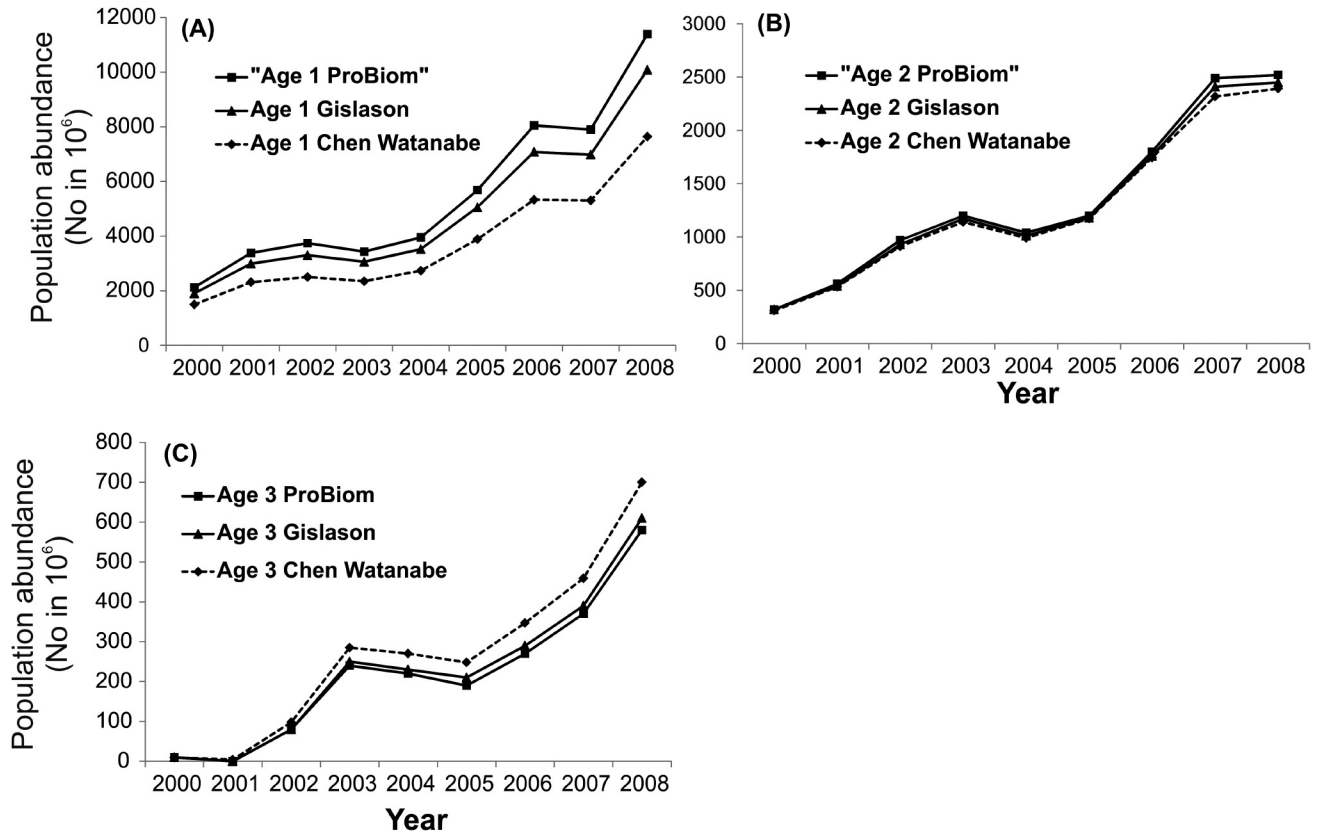 (A)
Population abundance
(No in 10⁶)
12000
10000
8000
6000
4000
2000
0
"Age 1 ProBiom"
Age 1 Gislason
Age 1 Chen Watanabe
2000 2001 2002 2003 2004 2005 2006 2007 2008
(B)
3000
2500
2000
1500
1000
500
0
"Age 2 ProBiom"
Age 2 Gislason
Age 2 Chen Watanabe
2000 2001 2002 2003 2004 2005 2006 2007 2008
Year
(C)
Population abundance
(No in 10⁶)
800
700
600
500
400
300
200
100
0
Age 3 ProBiom
Age 3 Gislason
Age 3 Chen Watanabe
2000 2001 2002 2003 2004 2005 2006 2007 2008
Year